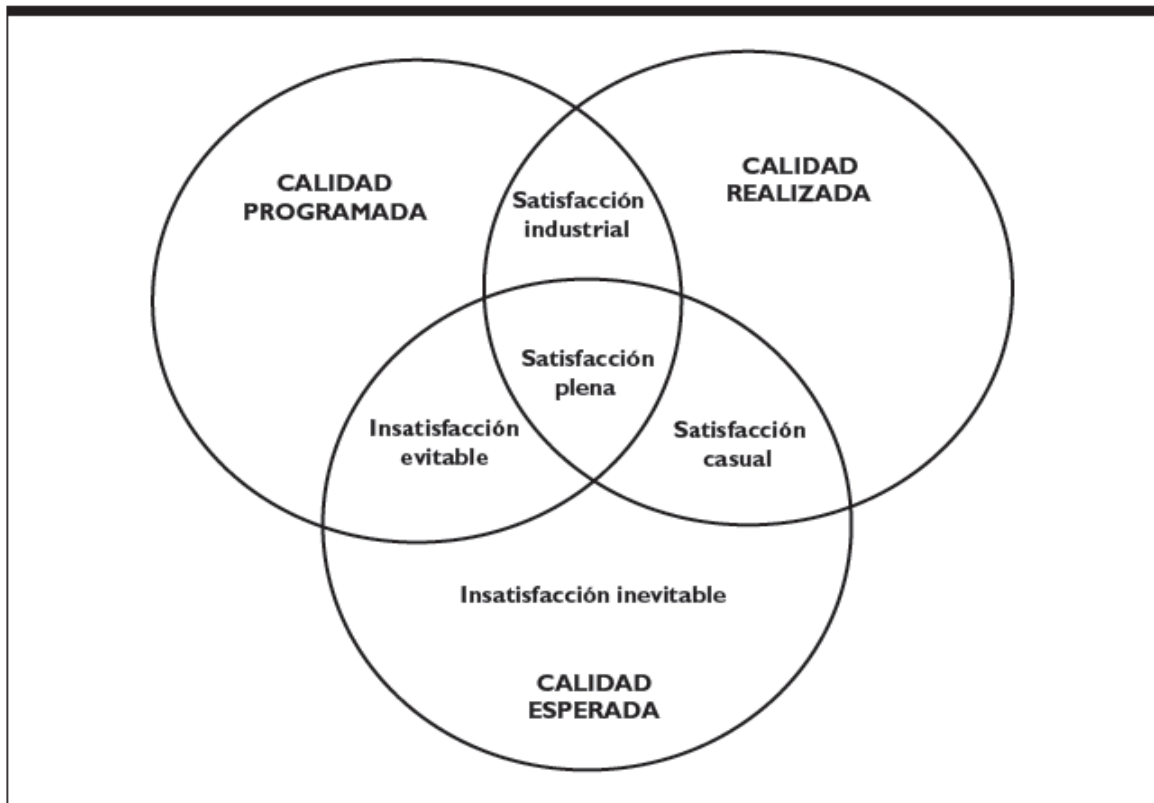 CALIDAD
PROGRAMADA
CALIDAD
REALIZADA
Satisfacción
industrial
Satisfacción
plena
Insatisfacción
evitable
Satisfacción
casual
Insatisfacción inevitable
CALIDAD
ESPERADA